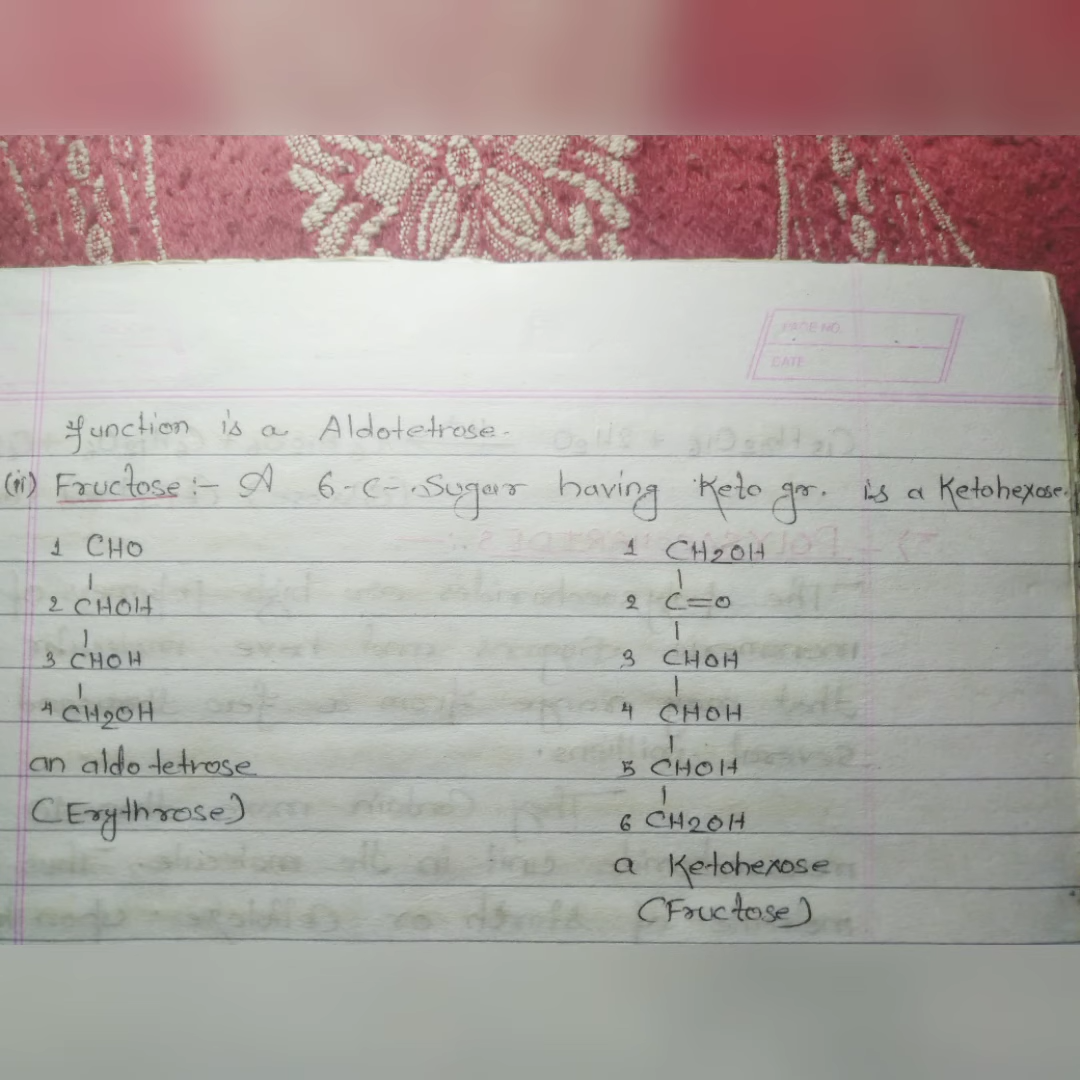 PAGE NO.
DATE
function is a Aldotetrose.
(ii) Fructose :- A 6-C-Sugar having Keto gr. is a Ketohexose.
1 CHO
2 CHOH
3 CHOH
4 CH2OH
an aldo tetrose
(Erythrose)
1 CH2OH
2 C=O
3 CHOH
4 CHOH
5 CHOH
6 CH2OH
a Ketohexose
(Fructose)